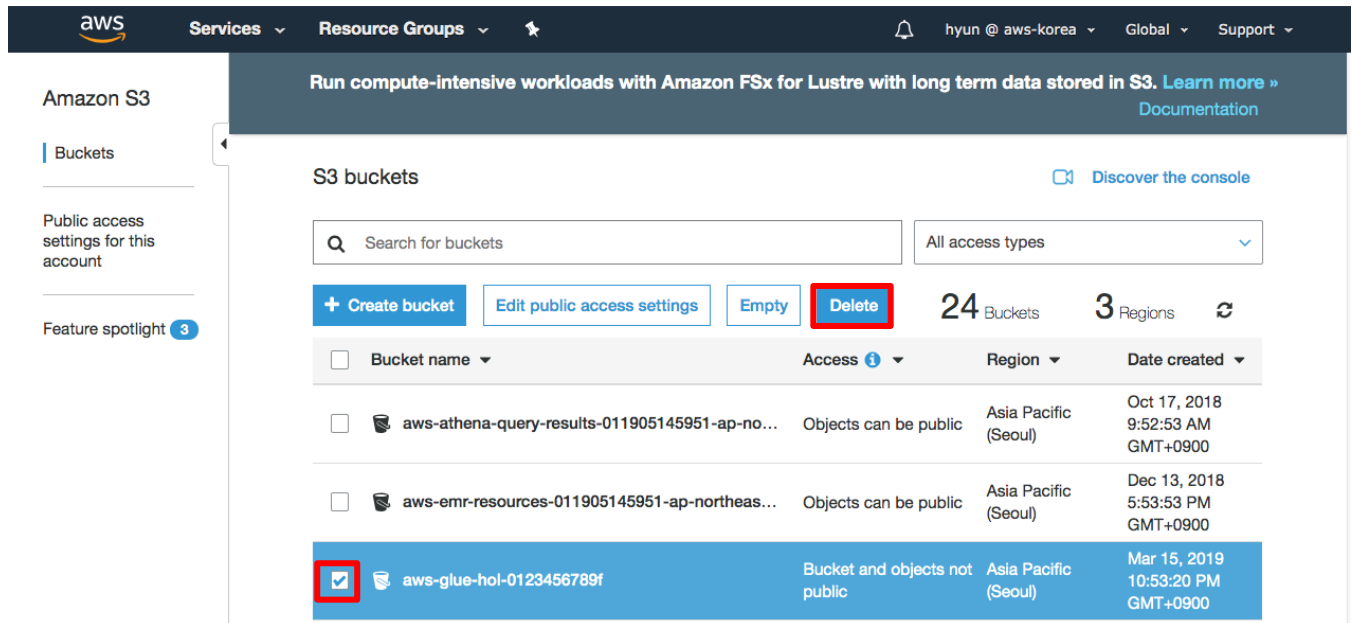 aws Services Resource Groups hyun @ aws-korea Global Support
Run compute-intensive workloads with Amazon FSx for Lustre with long term data stored in S3. Learn more »
Documentation
Amazon S3
Buckets
Public access
settings for this
account
Feature spotlight 3
S3 buckets
Discover the console
Search for buckets
All access types
+ Create bucket
Edit public access settings
Empty
Delete
24 Buckets
3 Regions
Bucket name Access Region Date created
aws-athena-query-results-011905145951-ap-no...
Objects can be public
Asia Pacific
(Seoul)
Oct 17, 2018
9:52:53 AM
GMT+0900
aws-emr-resources-011905145951-ap-northeas...
Objects can be public
Asia Pacific
(Seoul)
Dec 13, 2018
5:53:53 PM
GMT+0900
aws-glue-hol-0123456789f
Bucket and objects not
public
Asia Pacific
(Seoul)
Mar 15, 2019
10:53:20 PM
GMT+0900